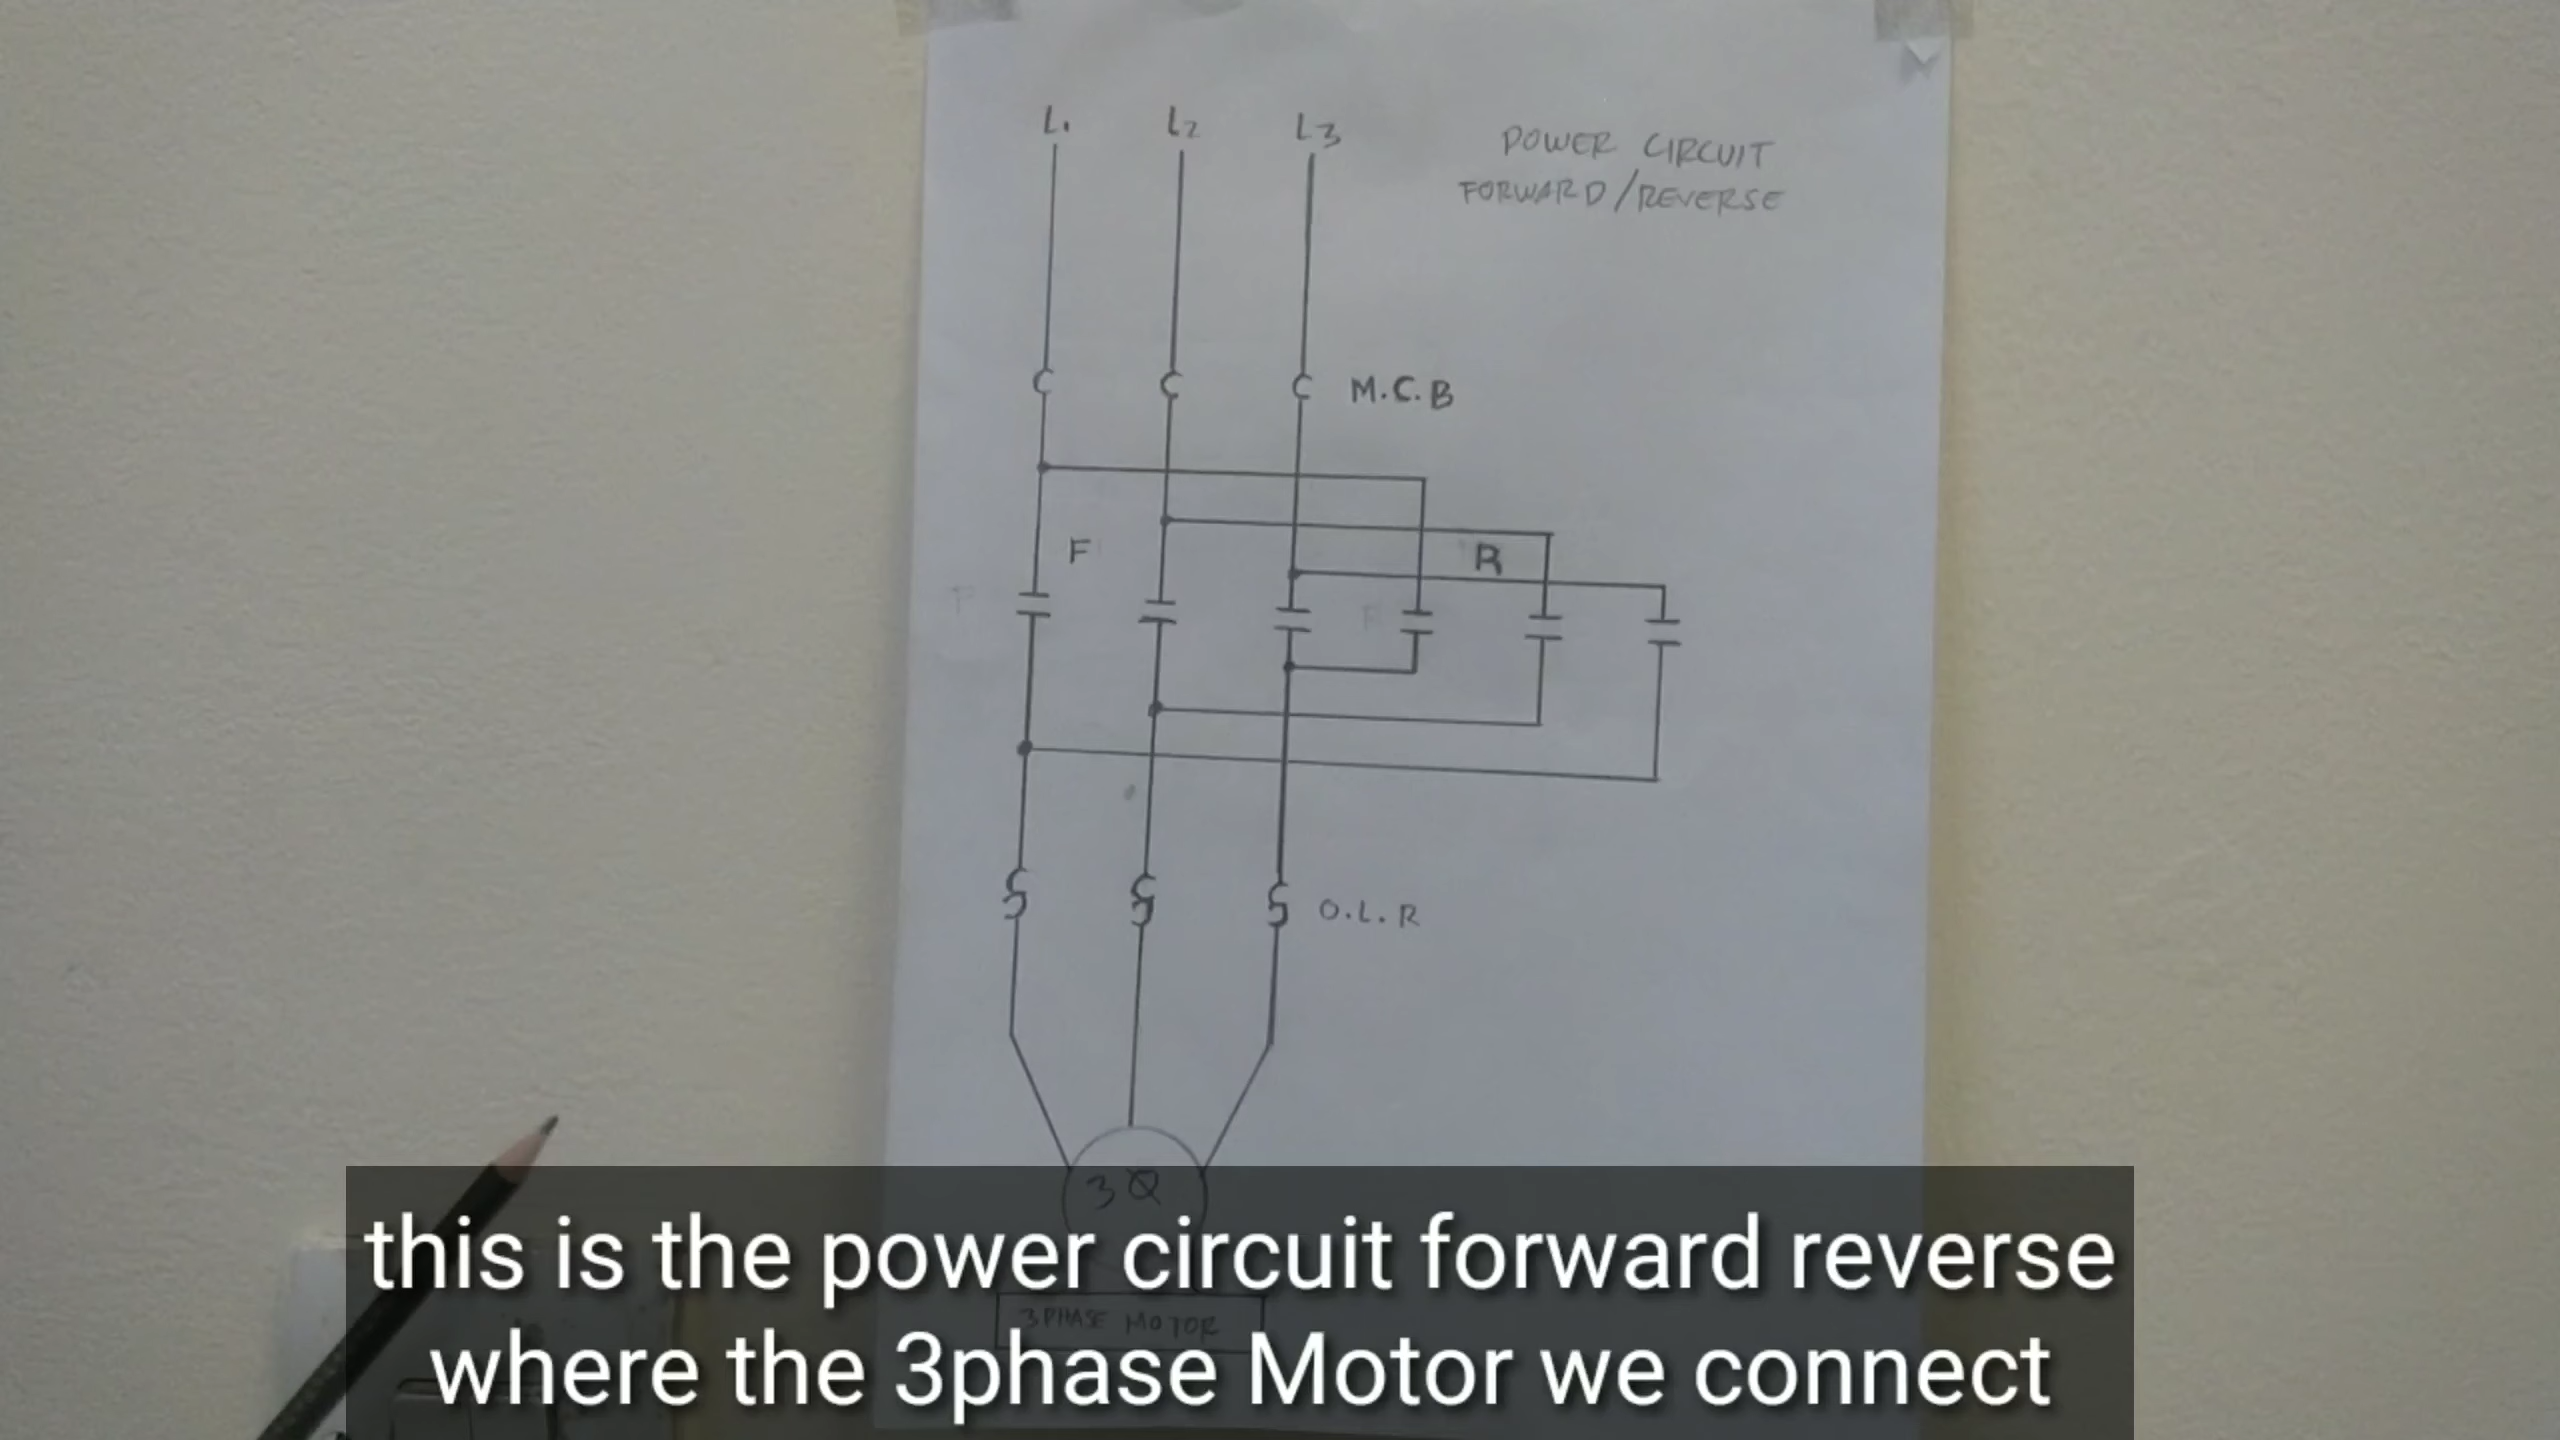 L1 L2 L3
POWER CIRCUIT
FORWARD/REVERSE
M.C.B
F
R
O.L.R
3Ø
3PHASE MOTOR
this is the power circuit forward reverse
where the 3phase Motor we connect